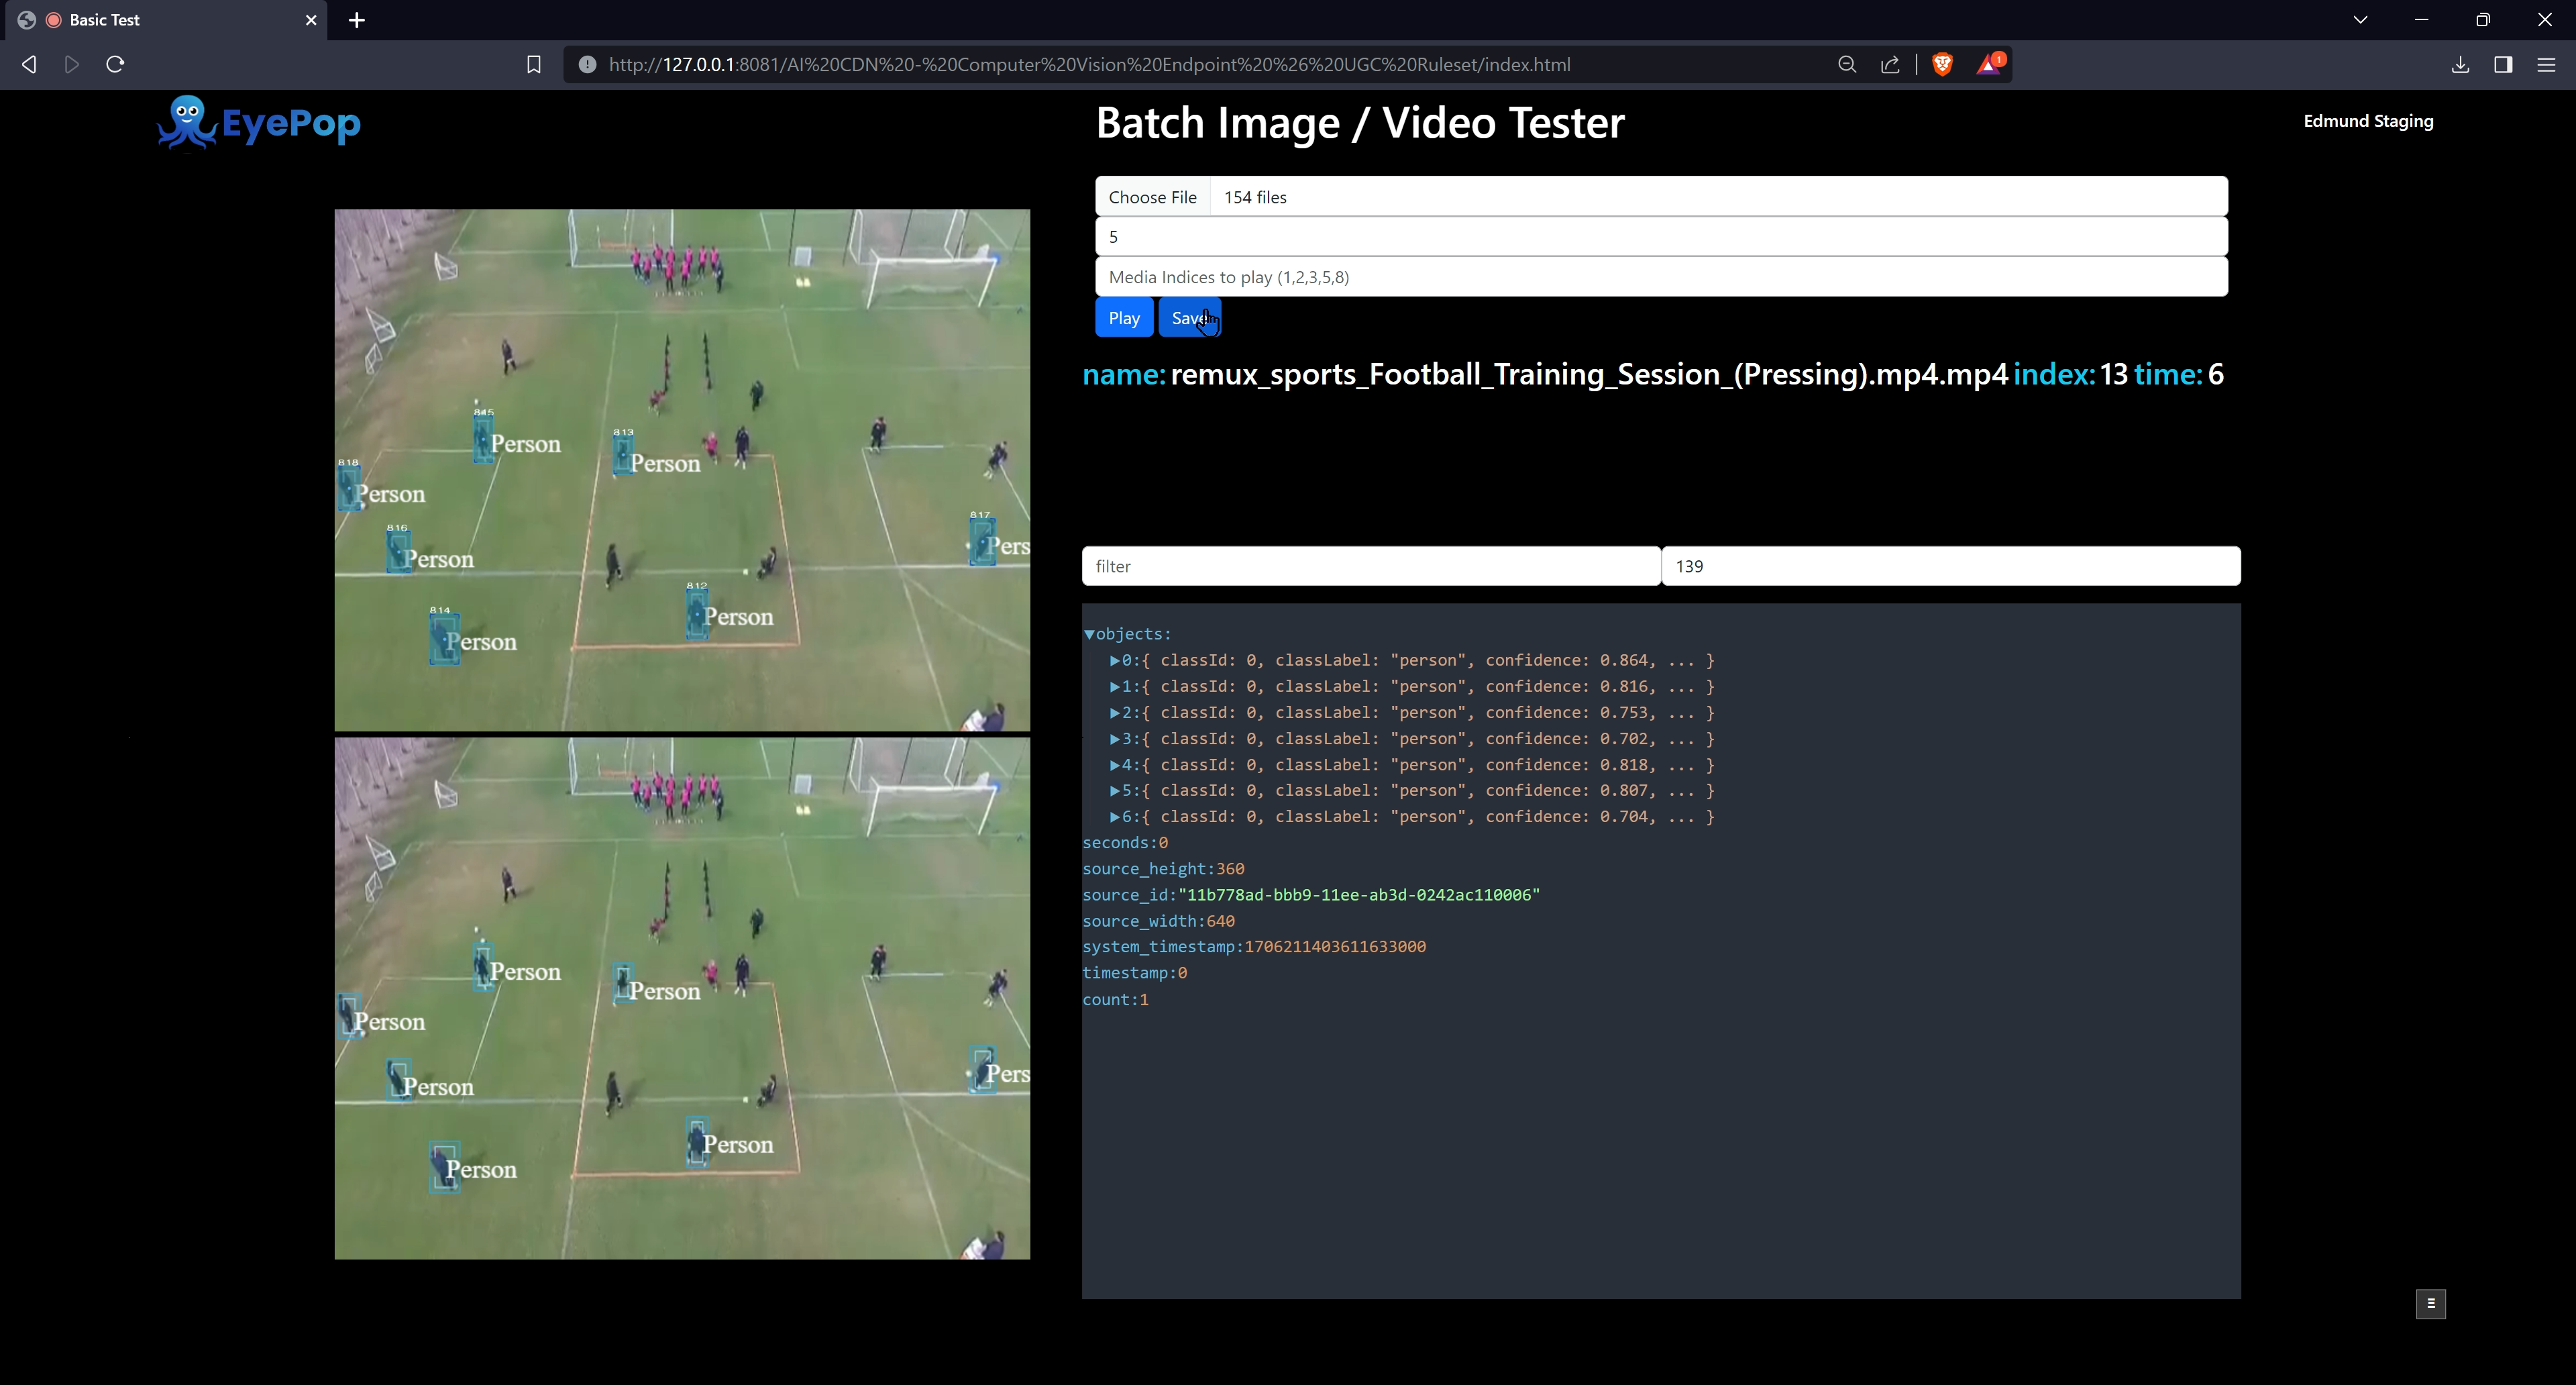 Basic Test
http://127.0.0.1:8081/AI%20CDN%20-%20Computer%20Vision%20Endpoint%20%26%20UGC%20Ruleset/index.html
1
EyePop
Batch Image / Video Tester
Edmund Staging
Choose File 154 files
5
Media Indices to play (1,2,3,5,8)
Play Save
name: remux_sports_Football_Training_Session_(Pressing).mp4.mp4 index: 13 time: 6
845
Person
813
Person
818
Person
816
Person
817
Pers
812
Person
814
Person
Person
Person
Person
Person
Pers
Person
Person
filter
139
▼objects:
▶0:{ classId: 0, classLabel: "person", confidence: 0.864, ... }
▶1:{ classId: 0, classLabel: "person", confidence: 0.816, ... }
▶2:{ classId: 0, classLabel: "person", confidence: 0.753, ... }
▶3:{ classId: 0, classLabel: "person", confidence: 0.702, ... }
▶4:{ classId: 0, classLabel: "person", confidence: 0.818, ... }
▶5:{ classId: 0, classLabel: "person", confidence: 0.807, ... }
▶6:{ classId: 0, classLabel: "person", confidence: 0.704, ... }
seconds:0
source_height:360
source_id:"11b778ad-bbb9-11ee-ab3d-0242ac110006"
source_width:640
system_timestamp:1706211403611633000
timestamp:0
count:1